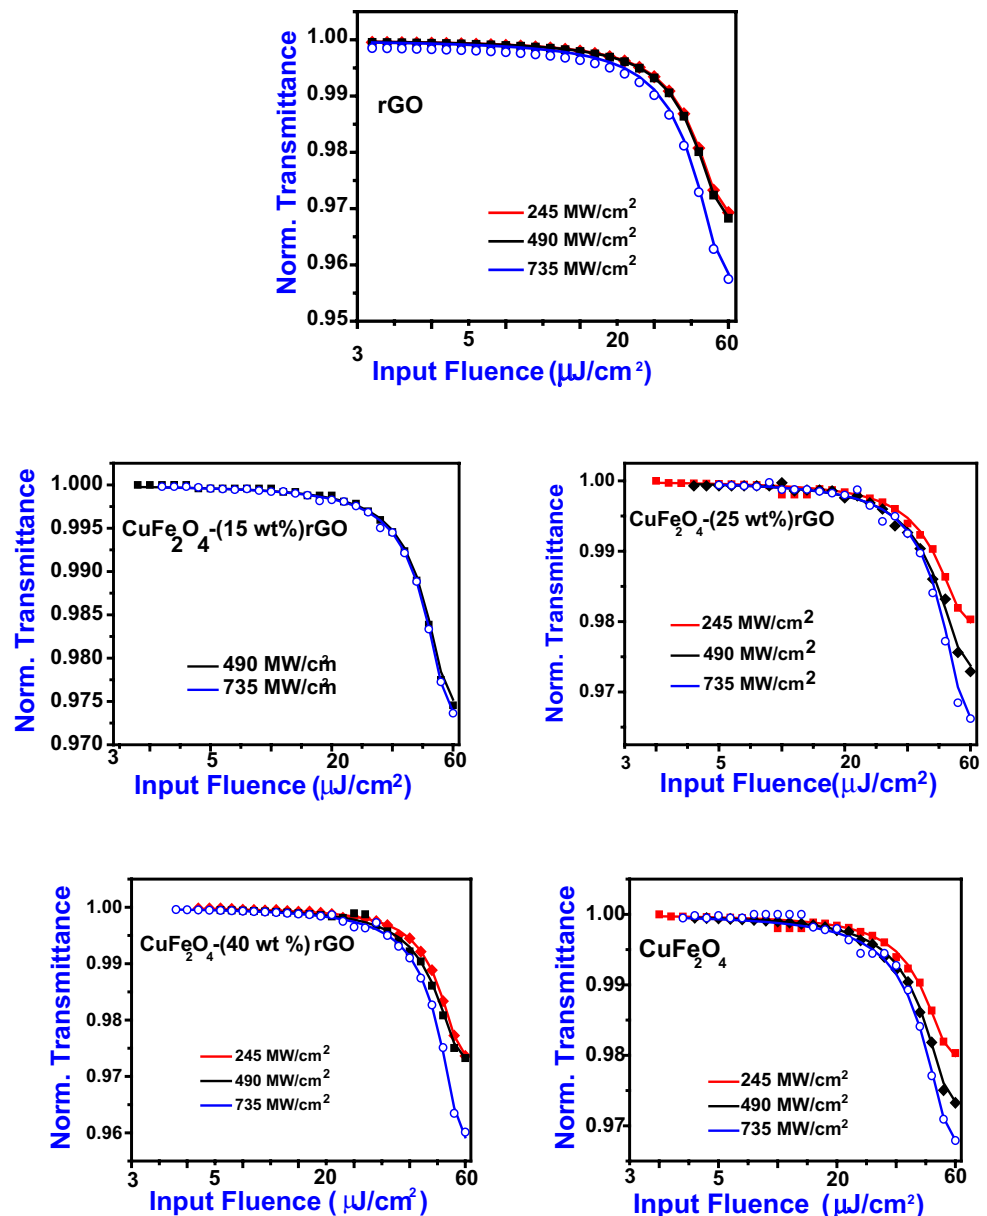 1.00
0.99
0.98
0.97
0.96
0.95
Norm. Transmittance
rGO
245 MW/cm²
490 MW/cm²
735 MW/cm²
3 5 20 60
Input Fluence (μJ/cm²)
1.000
0.995
0.990
0.985
0.980
0.975
0.970
Norm. Transmittance
CuFe₂O₄-(15 wt%)rGO
490 MW/cm²
735 MW/cm²
3 5 20 60
Input Fluence (μJ/cm²)
1.00
0.99
0.98
0.97
Norm. Transmittance
CuFe₂O₄-(25 wt%)rGO
245 MW/cm²
490 MW/cm²
735 MW/cm²
3 5 20 60
Input Fluence(μJ/cm²)
1.00
0.99
0.98
0.97
0.96
Norm. Transmittance
CuFe₂O₄-(40 wt %) rGO
245 MW/cm²
490 MW/cm²
735 MW/cm²
3 5 20 60
Input Fluence ( μJ/cm²)
1.00
0.99
0.98
0.97
Norm. Transmittance
CuFe₂O₄
245 MW/cm²
490 MW/cm²
735 MW/cm²
3 5 20 60
Input Fluence (μJ/cm²)